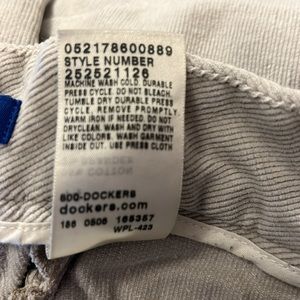 052178600889
STYLE NUMBER
252521126
MACHINE WASH COLD. DURABLE
PRESS CYCLE. DO NOT BLEACH.
TUMBLE DRY DURABLE PRESS
CYCLE. REMOVE PROMPTLY.
WARM IRON IF NEEDED. DO NOT
DRYCLEAN. WASH AND DRY WITH
LIKE COLORS. WASH GARMENT
INSIDE OUT. USE PRESS CLOTH
800-DOCKERS
dockers.com
186 0506 165357
WPL-423